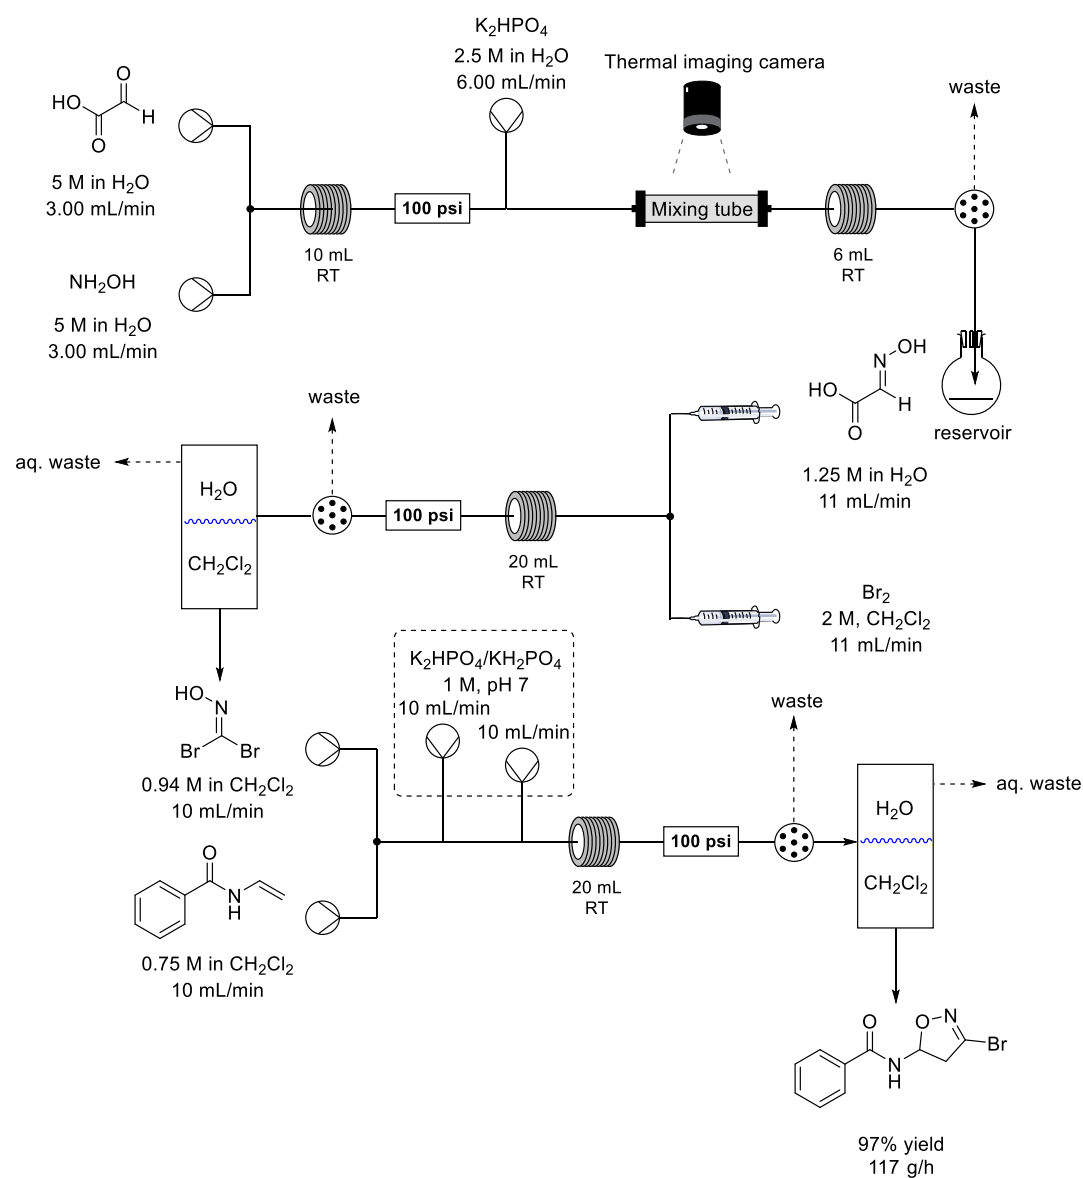 K2HPO4
2.5 M in H2O
6.00 mL/min
Thermal imaging camera
waste
O
HO
H
O
5 M in H2O
3.00 mL/min
100 psi
Mixing tube
10 mL
RT
6 mL
RT
NH2OH
5 M in H2O
3.00 mL/min
OH
N
HO
H
O
reservoir
1.25 M in H2O
11 mL/min
waste
aq. waste
H2O
CH2Cl2
100 psi
20 mL
RT
Br2
2 M, CH2Cl2
11 mL/min
K2HPO4/KH2PO4
1 M, pH 7
10 mL/min
10 mL/min
HO
N
Br
Br
0.94 M in CH2Cl2
10 mL/min
waste
aq. waste
H2O
CH2Cl2
100 psi
20 mL
RT
O
N
H
0.75 M in CH2Cl2
10 mL/min
O
O
N
Br
N
H
97% yield
117 g/h